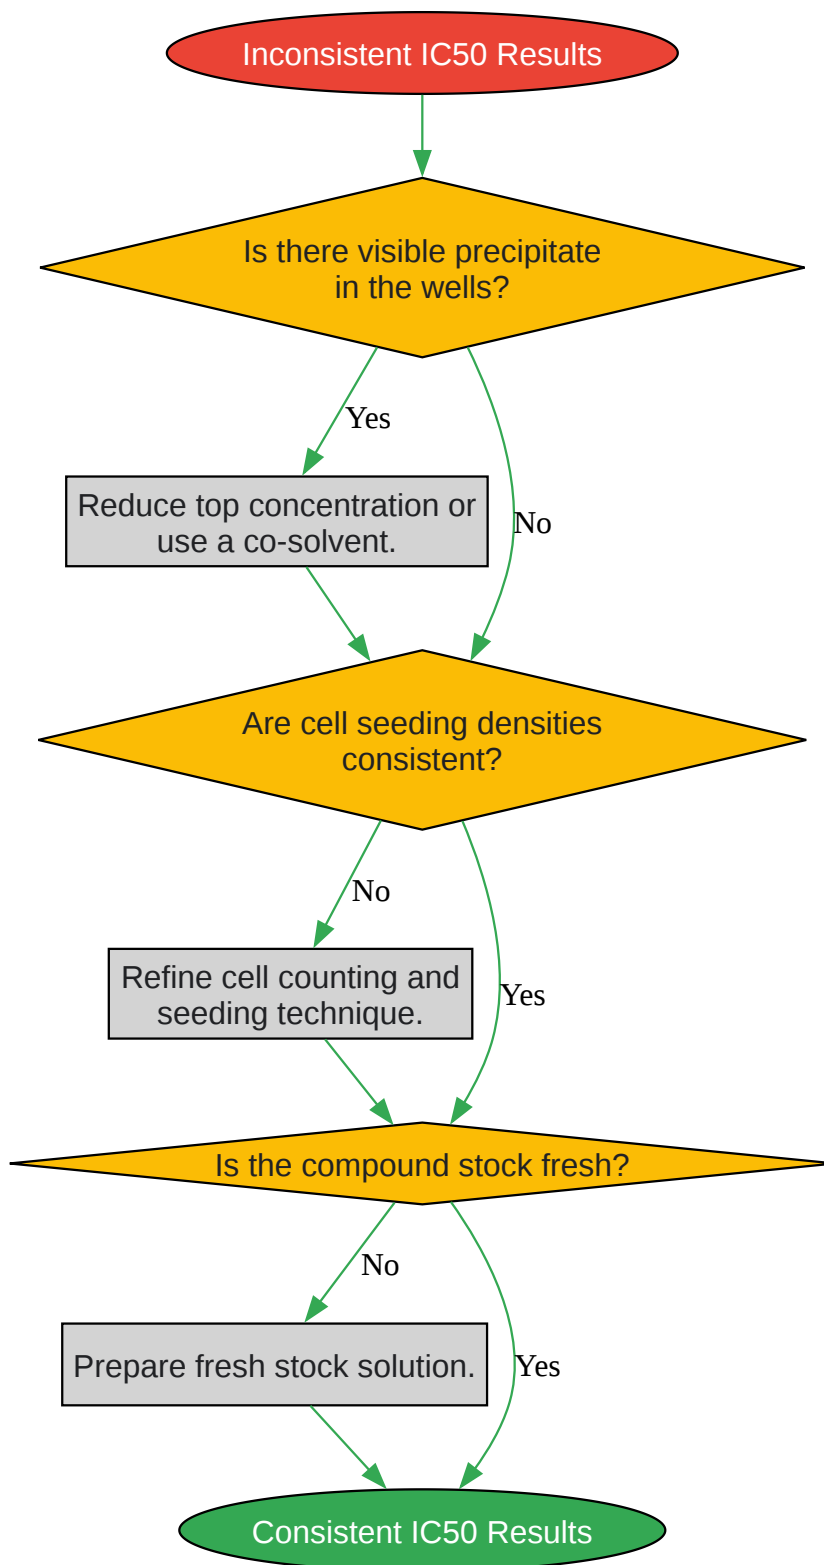 Inconsistent IC50 Results
Is there visible precipitate
in the wells?
Yes
Reduce top concentration or
use a co-solvent.
No
Are cell seeding densities
consistent?
No
Refine cell counting and
seeding technique.
Yes
Is the compound stock fresh?
No
Prepare fresh stock solution.
Yes
Consistent IC50 Results